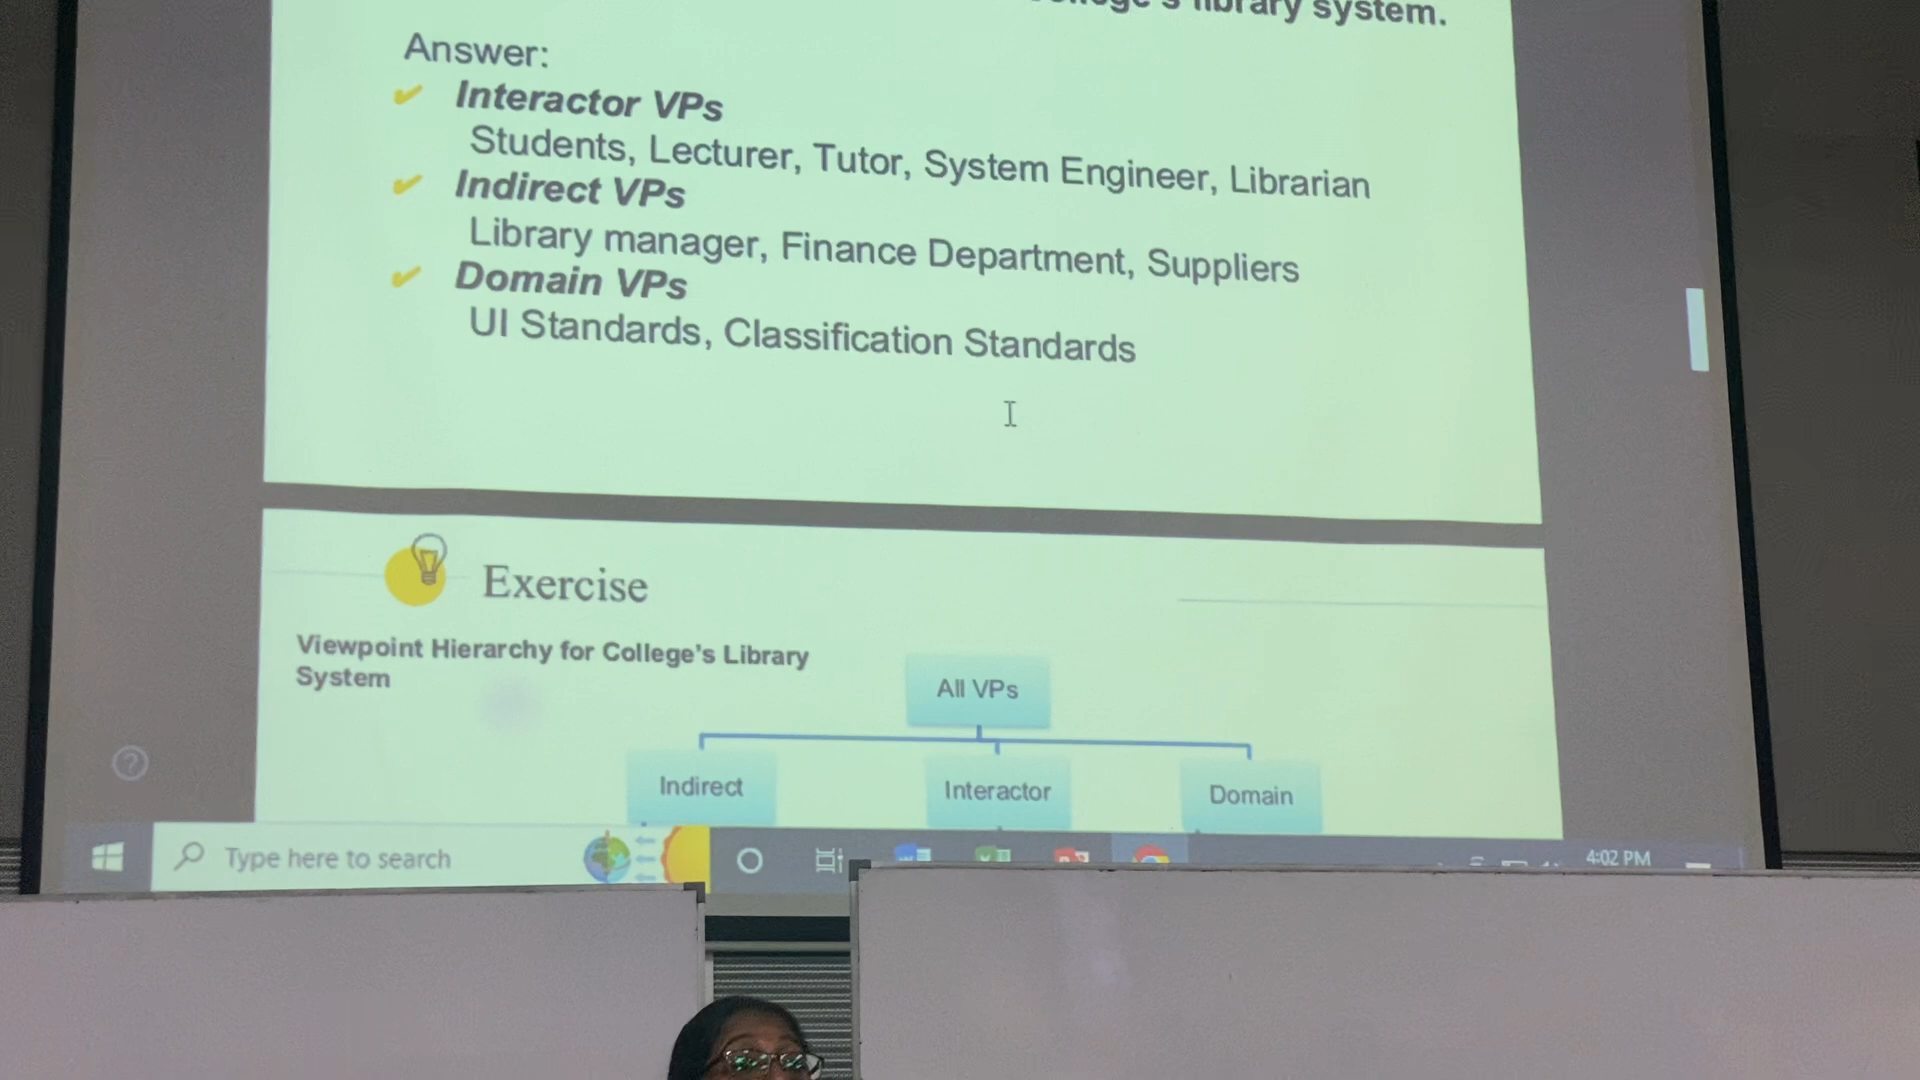 library system.
Answer:
✔ Interactor VPs
Students, Lecturer, Tutor, System Engineer, Librarian
✔ Indirect VPs
Library manager, Finance Department, Suppliers
✔ Domain VPs
UI Standards, Classification Standards
Exercise
Viewpoint Hierarchy for College's Library
System
All VPs
Indirect
Interactor
Domain
?
Type here to search
4:02 PM